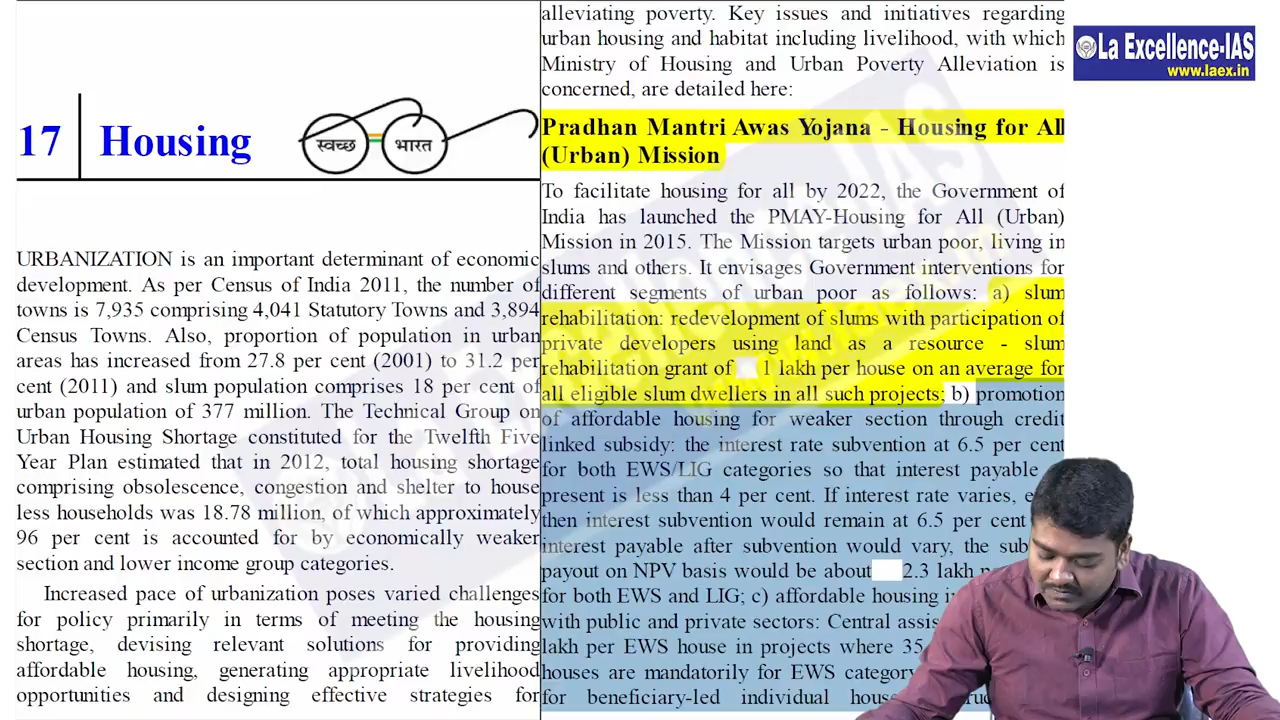 17 Housing
स्वच्छ भारत
URBANIZATION is an important determinant of economic
development. As per Census of India 2011, the number of
towns is 7,935 comprising 4,041 Statutory Towns and 3,894
Census Towns. Also, proportion of population in urban
areas has increased from 27.8 per cent (2001) to 31.2 per
cent (2011) and slum population comprises 18 per cent of
urban population of 377 million. The Technical Group on
Urban Housing Shortage constituted for the Twelfth Five
Year Plan estimated that in 2012, total housing shortage
comprising obsolescence, congestion and shelter to house
less households was 18.78 million, of which approximately
96 per cent is accounted for by economically weaker
section and lower income group categories.
Increased pace of urbanization poses varied challenges
for policy primarily in terms of meeting the housing
shortage, devising relevant solutions for providing
affordable housing, generating appropriate livelihood
opportunities and designing effective strategies for
alleviating poverty. Key issues and initiatives regarding
urban housing and habitat including livelihood, with which
Ministry of Housing and Urban Poverty Alleviation is
concerned, are detailed here:
Pradhan Mantri Awas Yojana - Housing for All
(Urban) Mission
To facilitate housing for all by 2022, the Government of
India has launched the PMAY-Housing for All (Urban)
Mission in 2015. The Mission targets urban poor, living in
slums and others. It envisages Government interventions for
different segments of urban poor as follows: a) slum
rehabilitation: redevelopment of slums with participation of
private developers using land as a resource - slum
rehabilitation grant of 1 lakh per house on an average for
all eligible slum dwellers in all such projects; b) promotion
of affordable housing for weaker section through credit
linked subsidy: the interest rate subvention at 6.5 per cent
for both EWS/LIG categories so that interest payable
present is less than 4 per cent. If interest rate varies,
then interest subvention would remain at 6.5 per cent
interest payable after subvention would vary, the
payout on NPV basis would be about 2.3 lakh
for both EWS and LIG; c) affordable housing
with public and private sectors: Central
lakh per EWS house in projects where 35
houses are mandatorily for EWS category
for beneficiary-led individual
La Excellence-IAS
www.laex.in